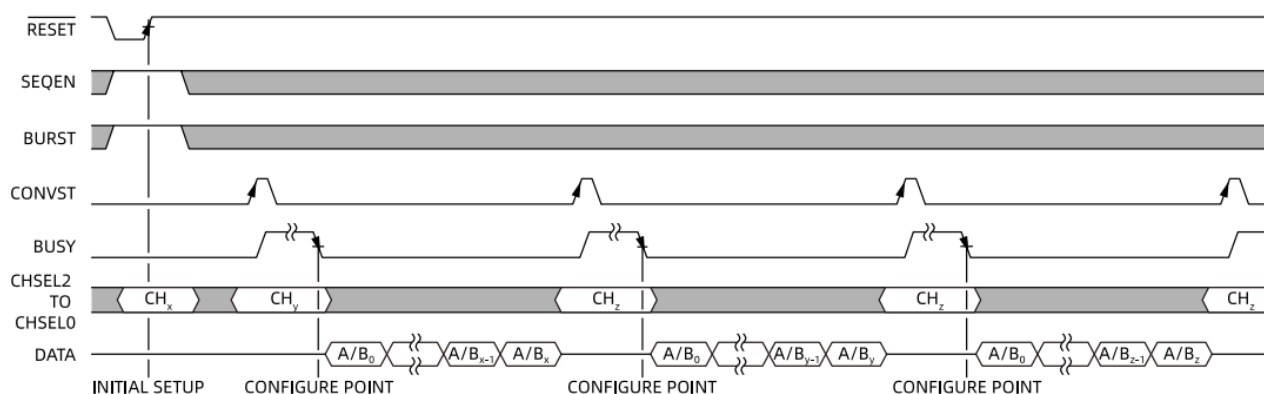 RESET
SEQEN
BURST
CONVST
BUSY
CHSEL2
TO
CHSEL0
CHx CHy CHz CHz CHz
DATA
A/B0 A/Bx-1 A/Bx A/B0 A/By-1 A/By A/B0 A/Bz-1 A/Bz
INITIAL SETUP CONFIGURE POINT CONFIGURE POINT CONFIGURE POINT